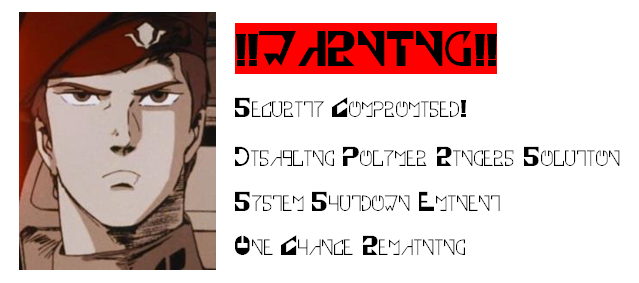 !!WARNING!!
Security Compromised!
Disabling Polymer Ringers Solution
System Shutdown Eminent
One Chance Remaining